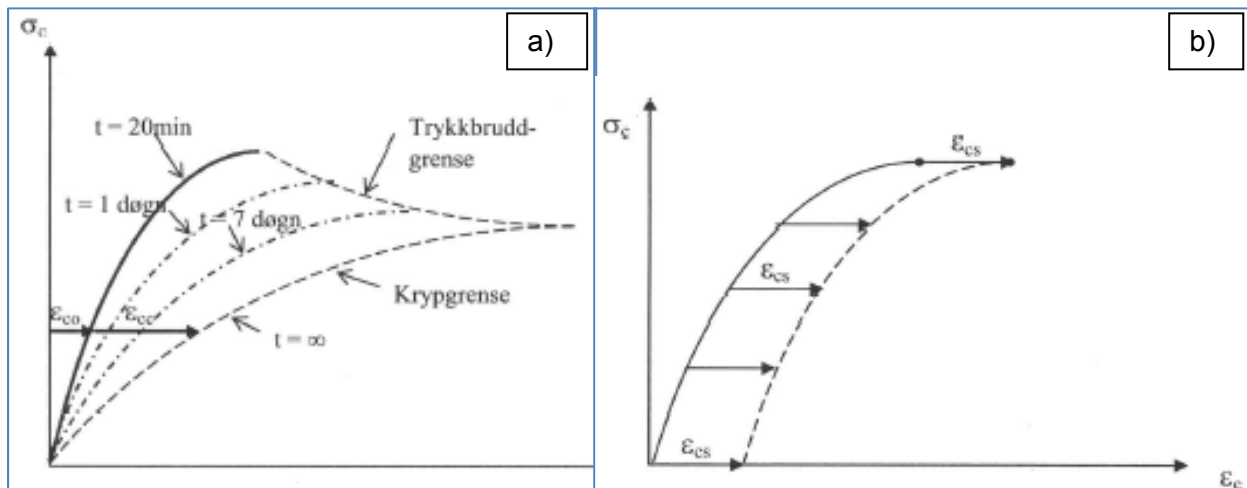 σc
a)
t = 20min
Trykkbrudd-
grense
t = 1 døgn
t = 7 døgn
Krypgrense
εco
εcc
t = ∞
b)
σc
εcs
εcs
εcs
εc